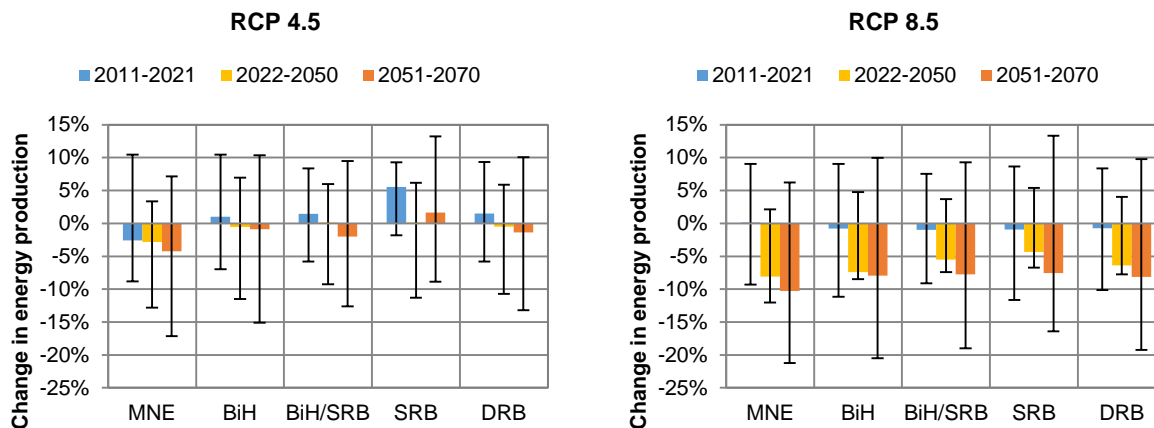 RCP 4.5
2011-2021 2022-2050 2051-2070
Change in energy production
15%
10%
5%
0%
-5%
-10%
-15%
-20%
-25%
MNE BiH BiH/SRB SRB DRB
RCP 8.5
2011-2021 2022-2050 2051-2070
Change in energy production
15%
10%
5%
0%
-5%
-10%
-15%
-20%
-25%
MNE BiH BiH/SRB SRB DRB